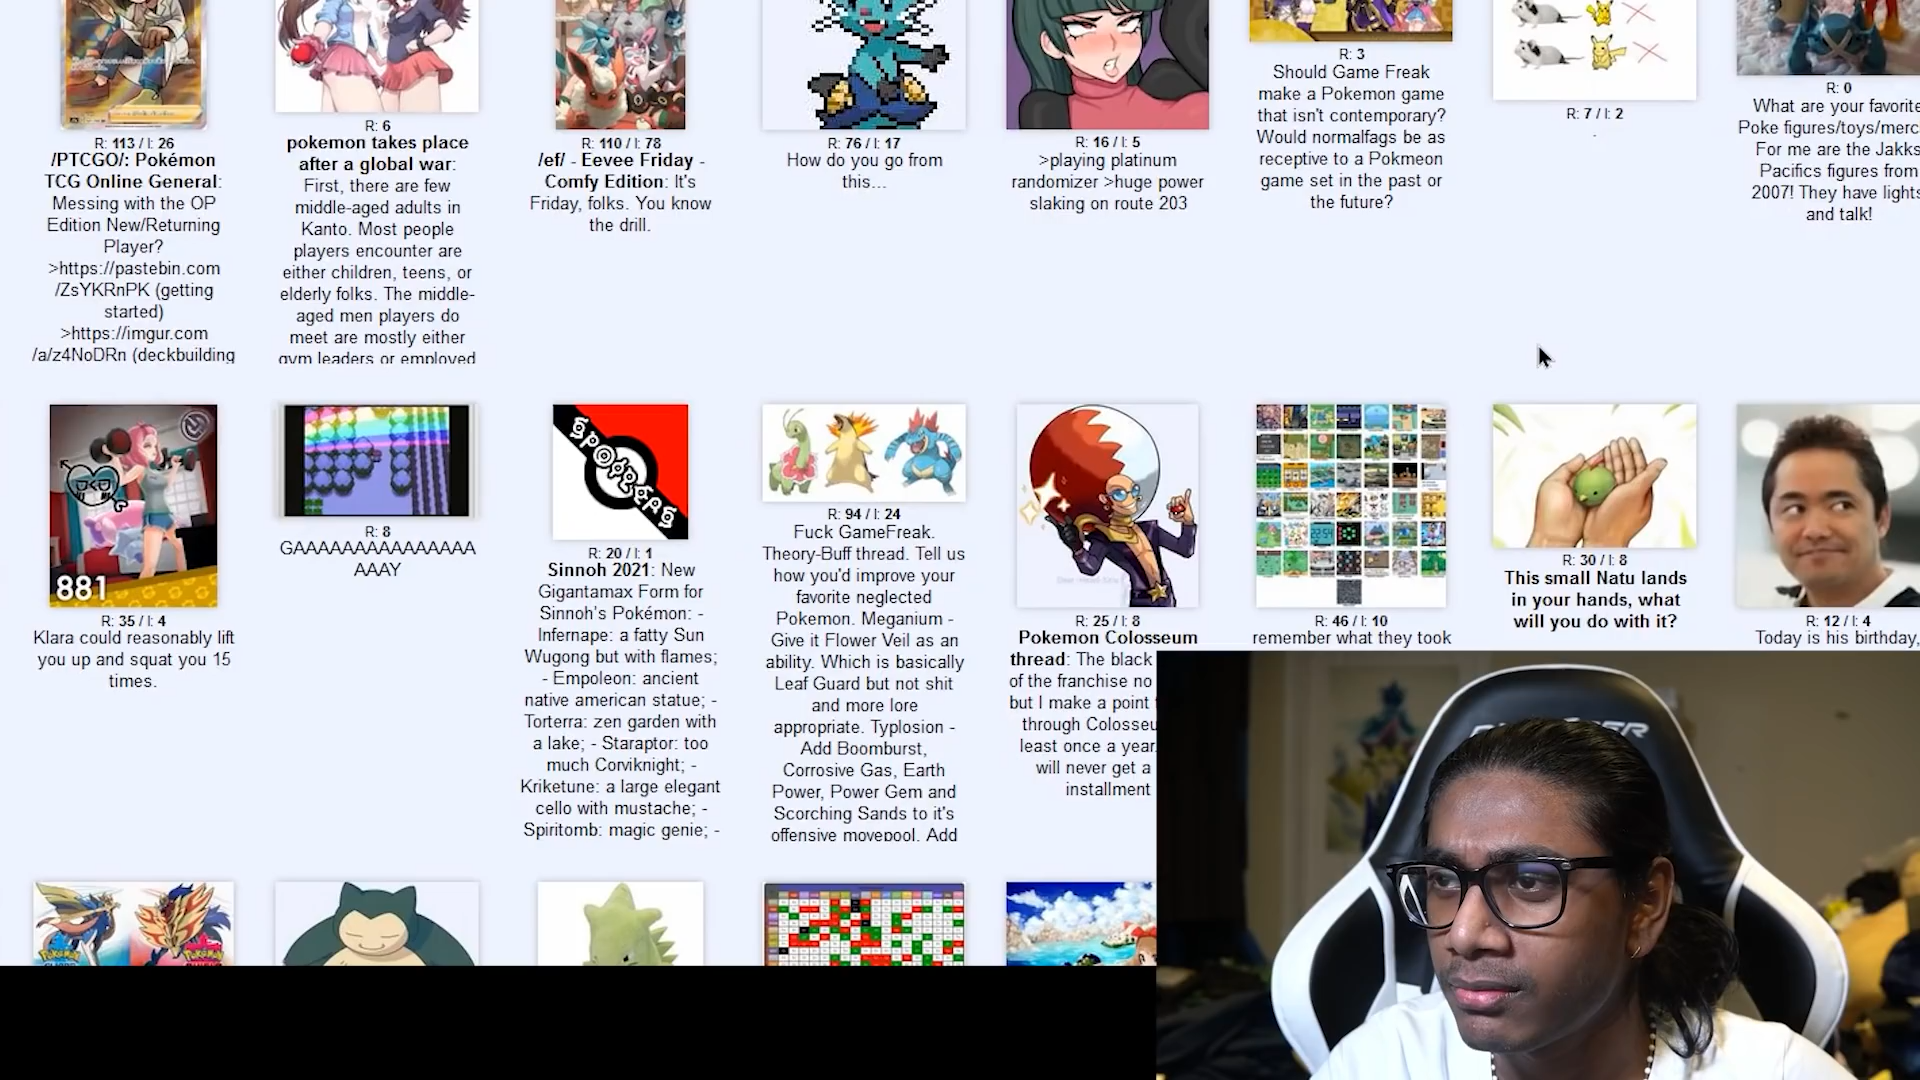 R: 113 / I: 26
/PTCGO/: Pokémon
TCG Online General:
Messing with the OP
Edition New/Returning
Player?
>https://pastebin.com
/ZsYKRnPK (getting
started)
>https://imgur.com
/a/z4NoDRn (deckbuilding
R: 6
pokemon takes place
after a global war:
First, there are few
middle-aged adults in
Kanto. Most people
players encounter are
either children, teens, or
elderly folks. The middle-
aged men players do
meet are mostly either
gym leaders or employed
R: 110 / I: 78
/ef/ - Eevee Friday -
Comfy Edition: It's
Friday, folks. You know
the drill.
R: 76 / I: 17
How do you go from
this...
R: 16 / I: 5
>playing platinum
randomizer >huge power
slaking on route 203
R: 3
Should Game Freak
make a Pokemon game
that isn't contemporary?
Would normalfags be as
receptive to a Pokmeon
game set in the past or
the future?
R: 7 / I: 2
.
R: 0
What are your favorite
Poke figures/toys/merc
For me are the Jakks
Pacifics figures from
2007! They have lights
and talk!
881
R: 35 / I: 4
Klara could reasonably lift
you up and squat you 15
times.
R: 8
GAAAAAAAAAAAAAAA
AAAY
R: 20 / I: 1
Sinnoh 2021: New
Gigantamax Form for
Sinnoh's Pokémon: -
Infernape: a fatty Sun
Wugong but with flames;
- Empoleon: ancient
native american statue; -
Torterra: zen garden with
a lake; - Staraptor: too
much Corviknight; -
Kriketune: a large elegant
cello with mustache; -
Spiritomb: magic genie; -
R: 94 / I: 24
Fuck GameFreak.
Theory-Buff thread. Tell us
how you'd improve your
favorite neglected
Pokemon. Meganium -
Give it Flower Veil as an
ability. Which is basically
Leaf Guard but not shit
and more lore
appropriate. Typlosion -
Add Boomburst,
Corrosive Gas, Earth
Power, Power Gem and
Scorching Sands to it's
offensive movepool. Add
R: 25 / I: 8
Pokemon Colosseum
thread: The black
of the franchise no
but I make a point
through Colosseu
least once a year.
will never get a
installment
R: 46 / I: 10
remember what they took
R: 30 / I: 8
This small Natu lands
in your hands, what
will you do with it?
R: 12 / I: 4
Today is his birthday,